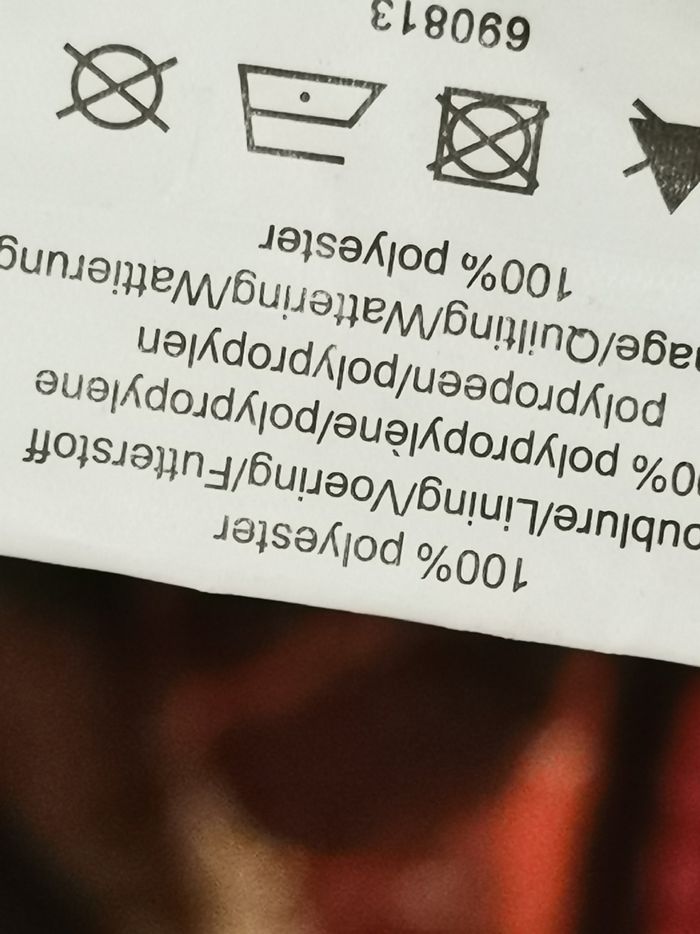 100% polyester
oublure/Lining/Voering/Futterstoff
00% polypropylène/polypropylene
polypropeen/polypropylen
age/Quilting/Wattering/Wattierung
100% polyester
690813